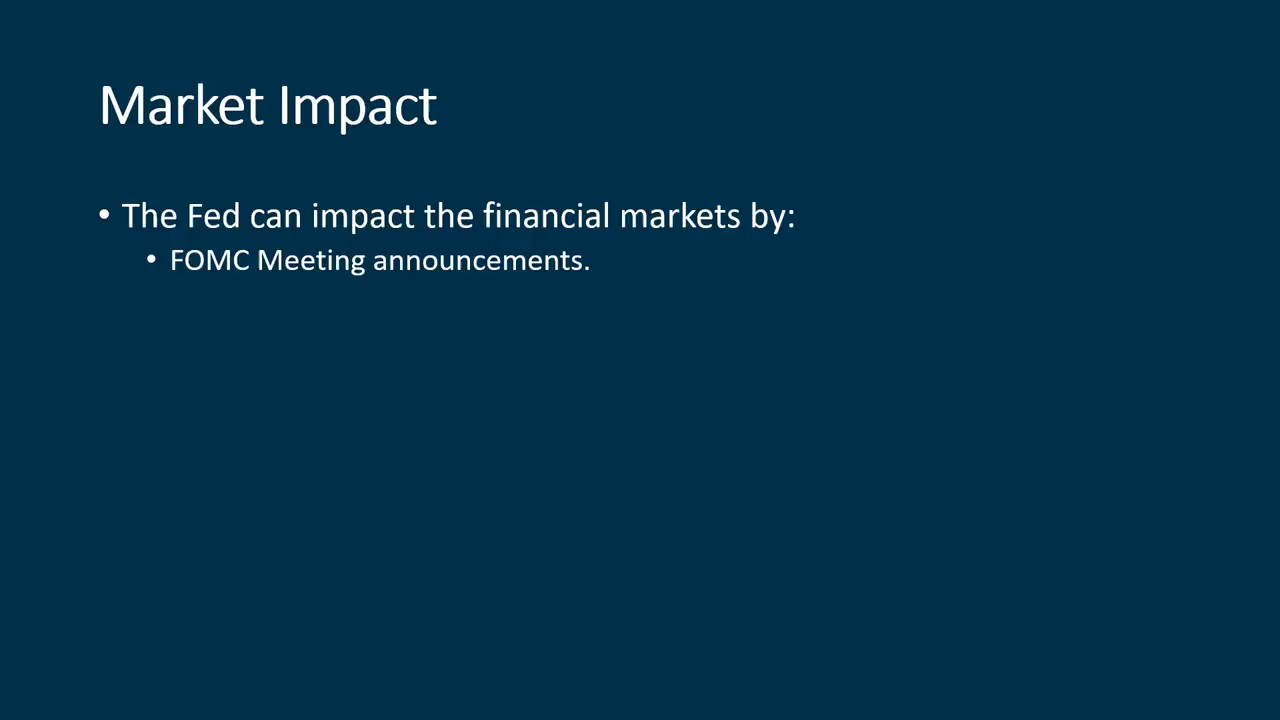 Market Impact
• The Fed can impact the financial markets by:
• FOMC Meeting announcements.